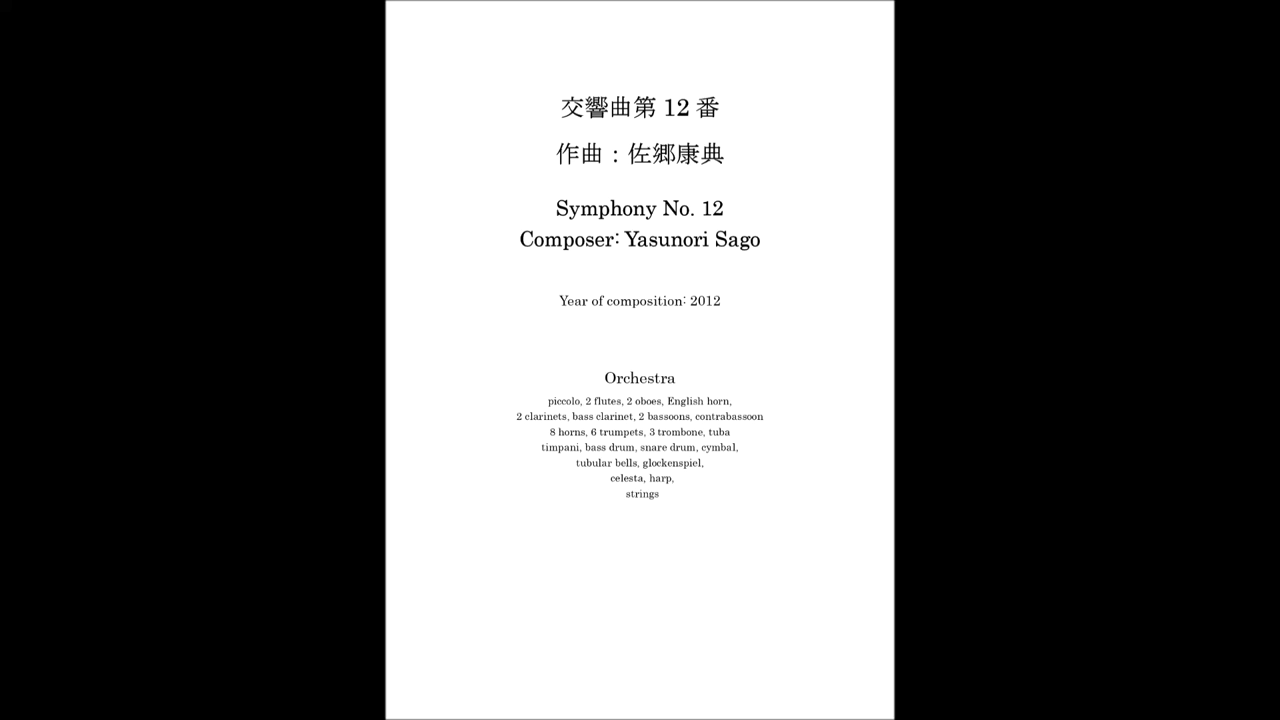 交響曲第 12 番
作曲：佐郷康典
Symphony No. 12
Composer: Yasunori Sago
Year of composition: 2012
Orchestra
piccolo, 2 flutes, 2 oboes, English horn,
2 clarinets, bass clarinet, 2 bassoons, contrabassoon
8 horns, 6 trumpets, 3 trombone, tuba
timpani, bass drum, snare drum, cymbal,
tubular bells, glockenspiel,
celesta, harp,
strings